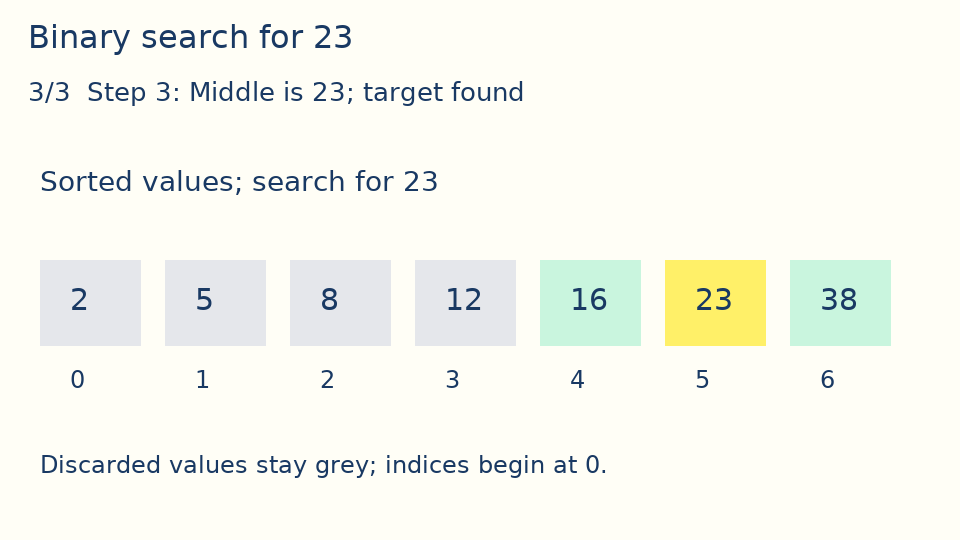 Binary search for 23
3/3  Step 3: Middle is 23; target found
Sorted values; search for 23
2 5 8 12 16 23 38
0 1 2 3 4 5 6
Discarded values stay grey; indices begin at 0.